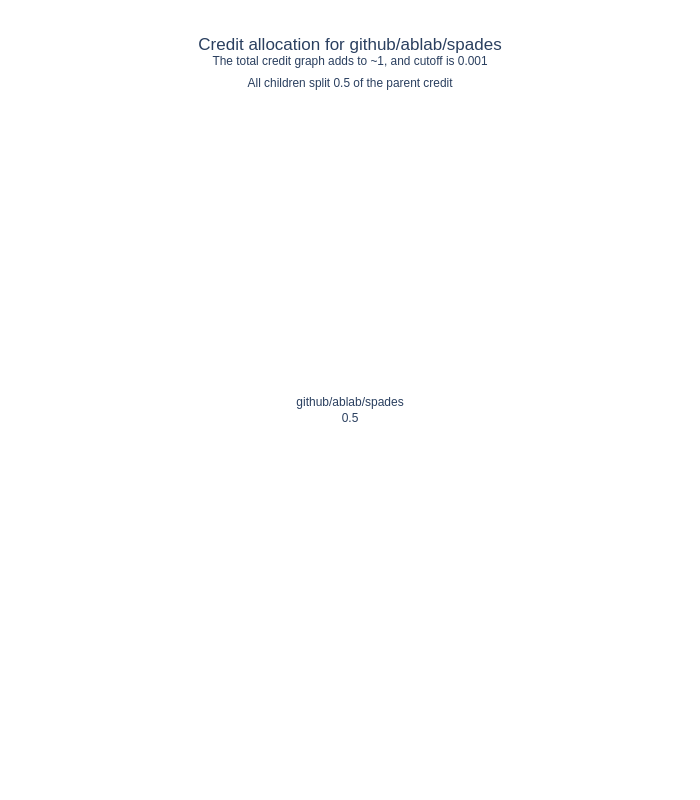 Credit allocation for github/ablab/spades
The total credit graph adds to ~1, and cutoff is 0.001
All children split 0.5 of the parent credit
github/ablab/spades
0.5